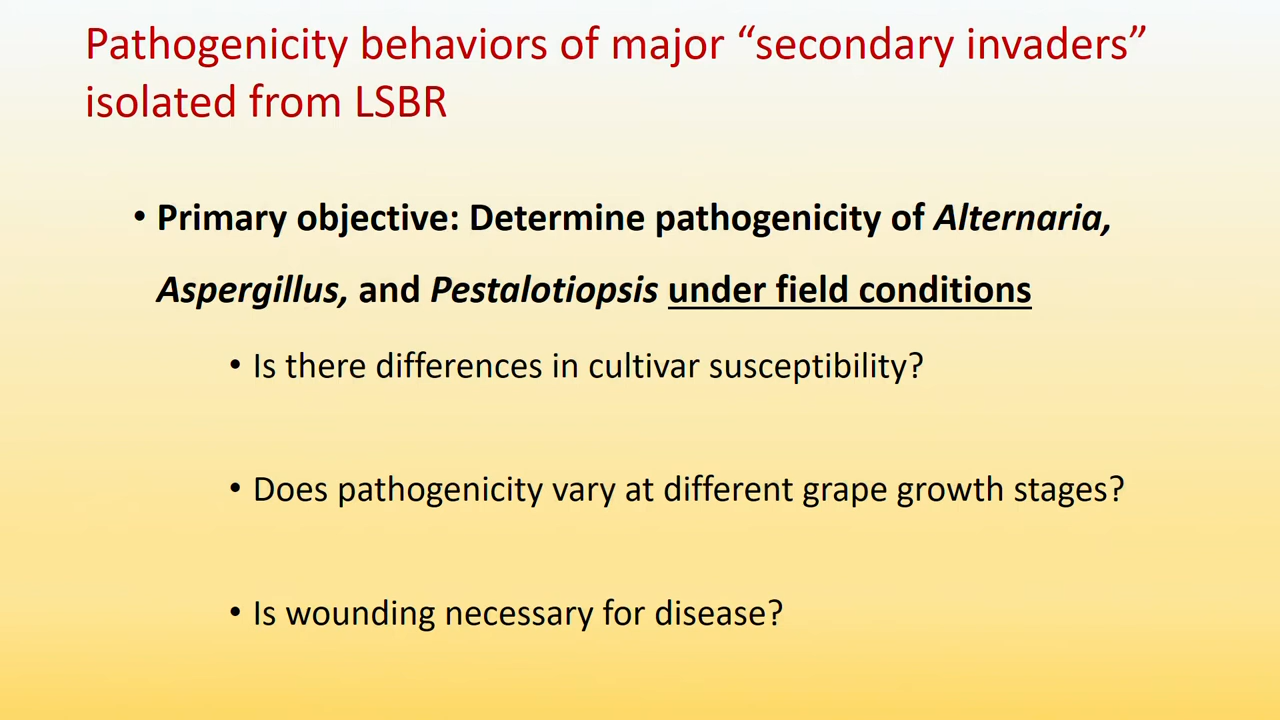 Pathogenicity behaviors of major “secondary invaders”
isolated from LSBR
• Primary objective: Determine pathogenicity of Alternaria,
Aspergillus, and Pestalotiopsis under field conditions
• Is there differences in cultivar susceptibility?
• Does pathogenicity vary at different grape growth stages?
• Is wounding necessary for disease?